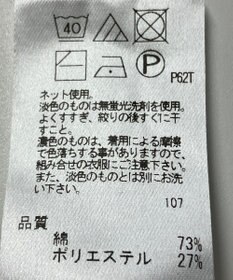 40
P
P62T
ネット使用。
淡色のものは無蛍光洗剤を使用。
よくすすぎ、絞りの後すぐに干
すこと。
濃色のものは、着用による摩擦
で色落ちする事がありますので、
組み合せの衣服にご注意下さい。
また、淡色のものとは別にお洗
い下さい。
107
品質
綿 73%
ポリエステル 27%